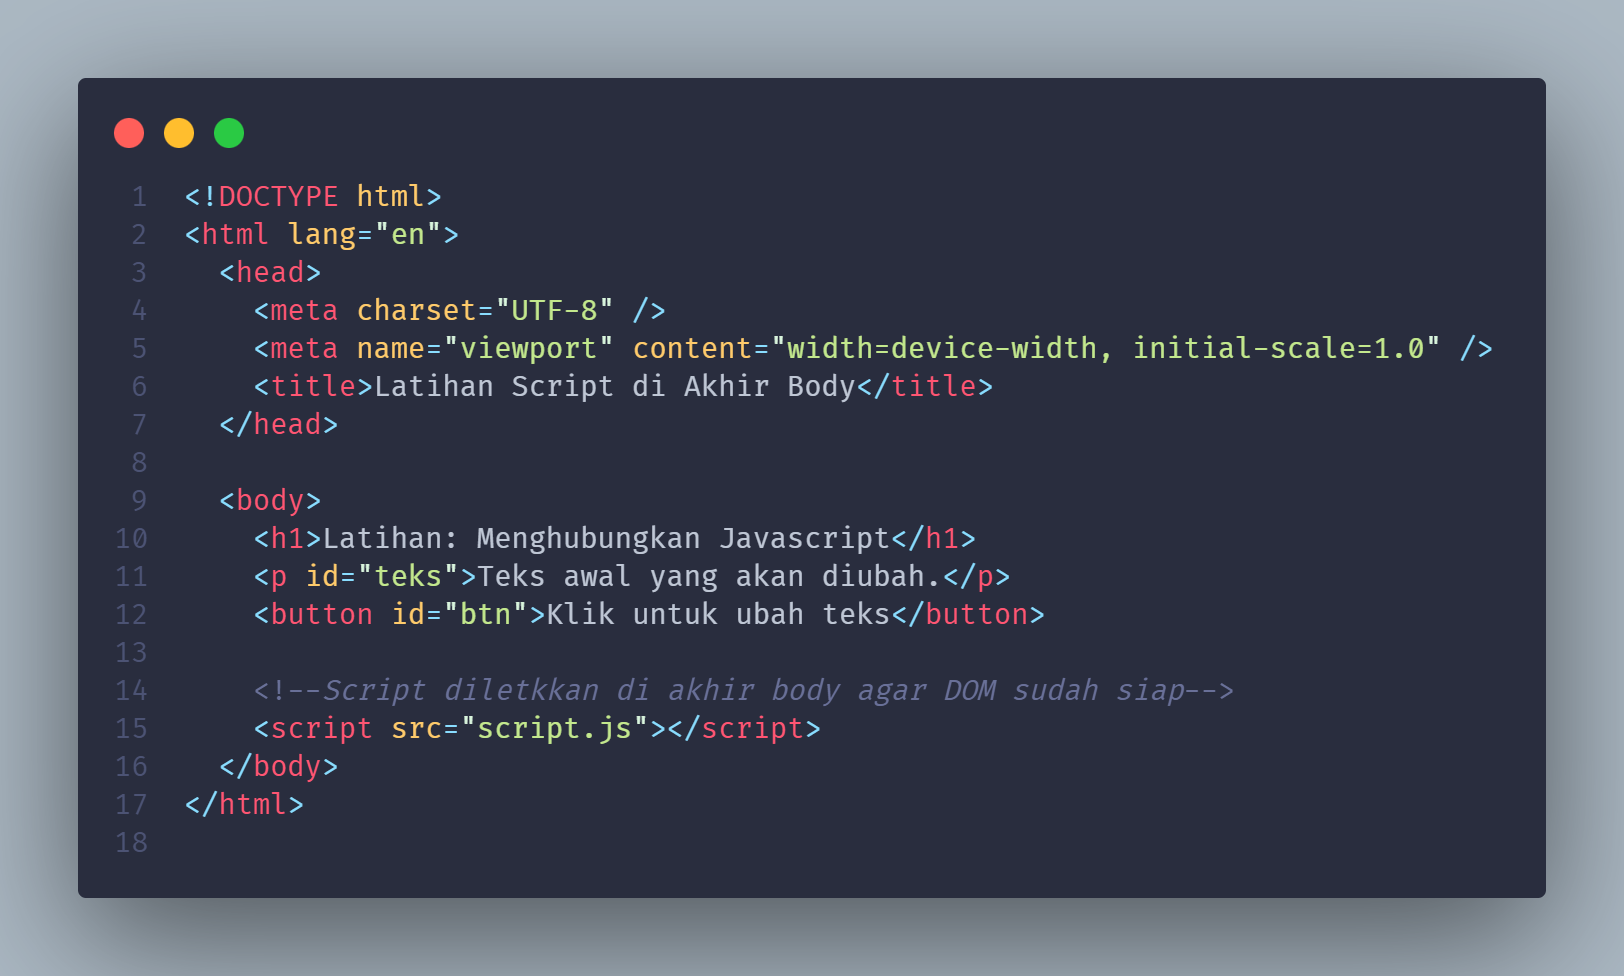 1 <!DOCTYPE html>
2 <html lang="en">
3   <head>
4     <meta charset="UTF-8" />
5     <meta name="viewport" content="width=device-width, initial-scale=1.0" />
6     <title>Latihan Script di Akhir Body</title>
7   </head>
8
9   <body>
10     <h1>Latihan: Menghubungkan Javascript</h1>
11     <p id="teks">Teks awal yang akan diubah.</p>
12     <button id="btn">Klik untuk ubah teks</button>
13
14     <!--Script diletkkan di akhir body agar DOM sudah siap-->
15     <script src="script.js"></script>
16   </body>
17 </html>
18